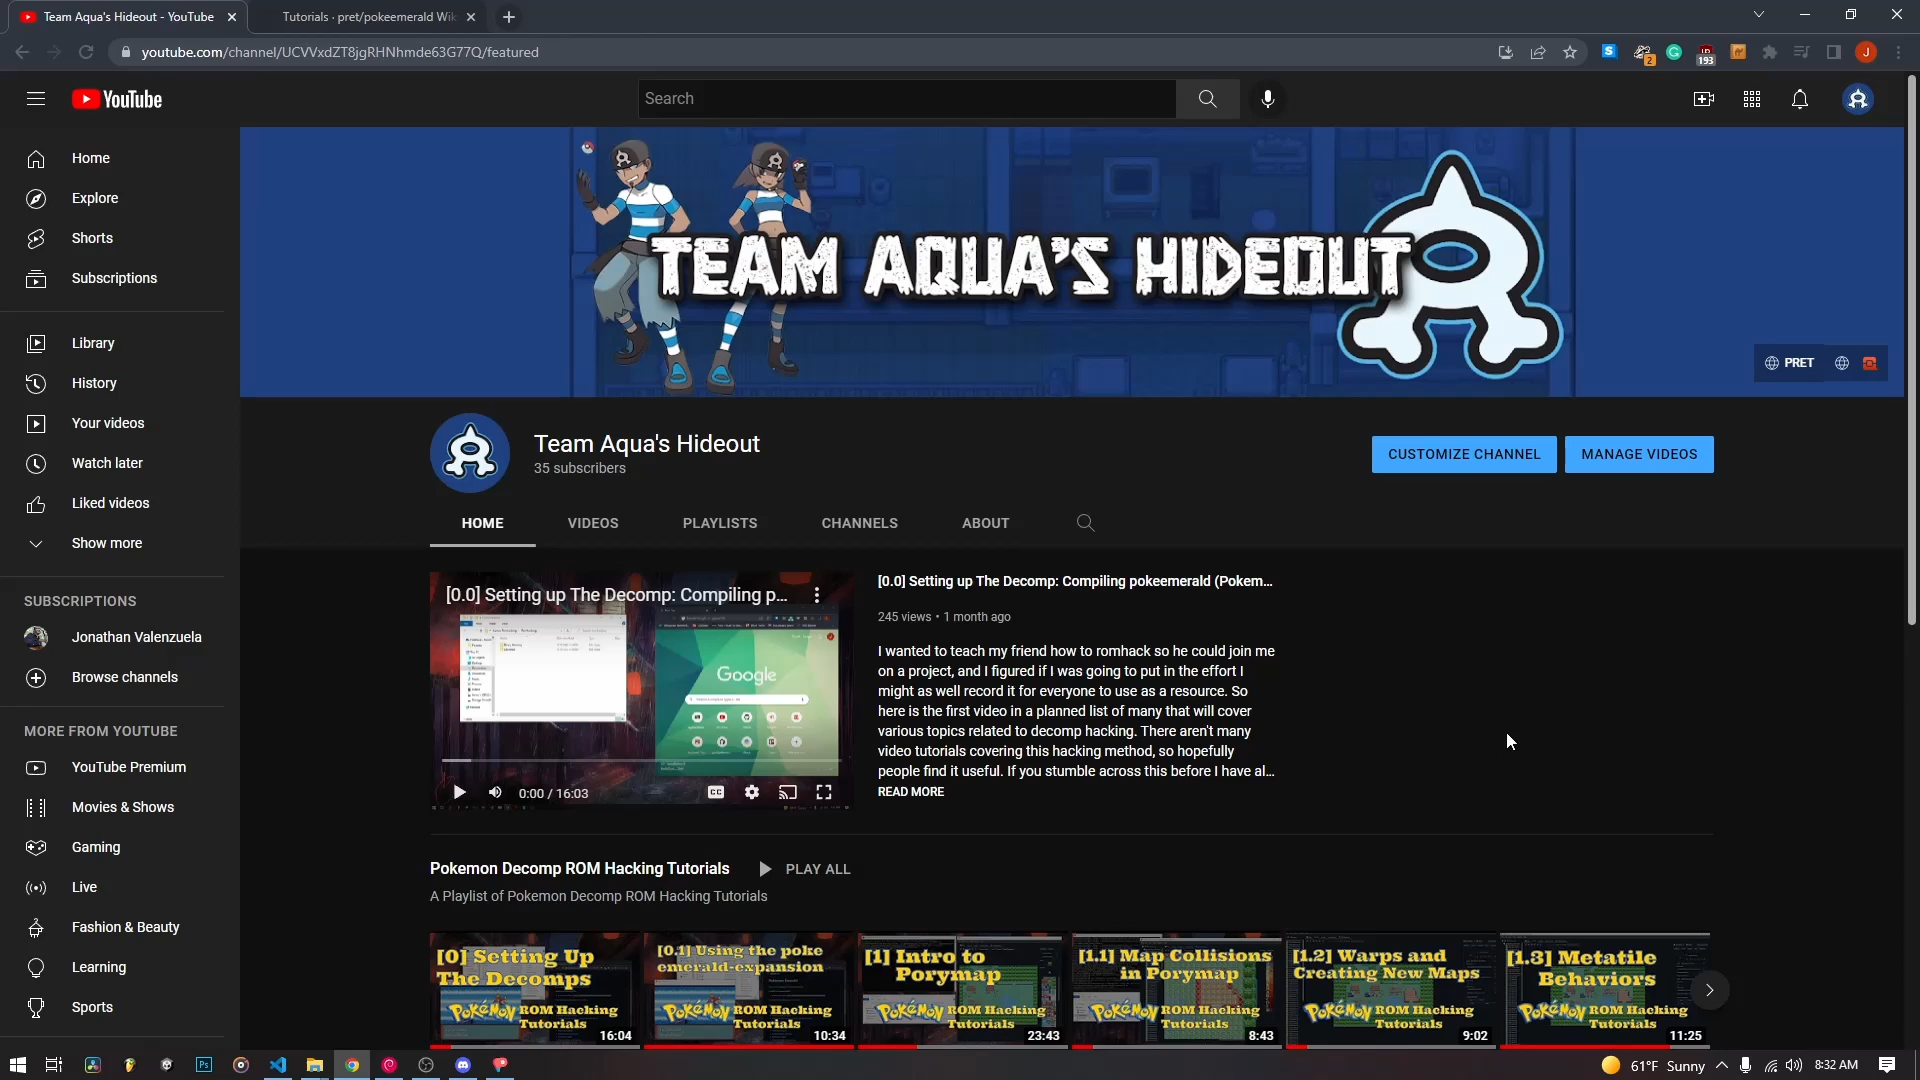 Team Aqua's Hideout - YouTube
Tutorials · pret/pokeemerald Wik
youtube.com/channel/UCVVxdZT8jgRHNhmde63G77Q/featured
2
193
J
YouTube
Search
Home
Explore
Shorts
Subscriptions
Library
History
Your videos
Watch later
Liked videos
Show more
SUBSCRIPTIONS
Jonathan Valenzuela
Browse channels
MORE FROM YOUTUBE
YouTube Premium
Movies & Shows
Gaming
Live
Fashion & Beauty
Learning
Sports
TEAM AQUA'S HIDEOUT
PRET
Team Aqua's Hideout
35 subscribers
CUSTOMIZE CHANNEL
MANAGE VIDEOS
HOME
VIDEOS
PLAYLISTS
CHANNELS
ABOUT
[0.0] Setting up The Decomp: Compiling p...
Google
0:00 / 16:03
[0.0] Setting up The Decomp: Compiling pokeemerald (Pokem...
245 views • 1 month ago
I wanted to teach my friend how to romhack so he could join me
on a project, and I figured if I was going to put in the effort I
might as well record it for everyone to use as a resource. So
here is the first video in a planned list of many that will cover
various topics related to decomp hacking. There aren't many
video tutorials covering this hacking method, so hopefully
people find it useful. If you stumble across this before I have al...
READ MORE
Pokemon Decomp ROM Hacking Tutorials
PLAY ALL
A Playlist of Pokemon Decomp ROM Hacking Tutorials
[0] Setting Up
The Decomps
Pokémon ROM Hacking
Tutorials
16:04
[0.1] Using the poke
emerald-expansion
Pokémon ROM Hacking
Tutorials
10:34
[1] Intro to
Porymap
Pokémon ROM Hacking
Tutorials
23:43
[1.1] Map Collisions
in Porymap
Pokémon ROM Hacking
Tutorials
8:43
[1.2] Warps and
Creating New Maps
Pokémon ROM Hacking
Tutorials
9:02
[1.3] Metatile
Behaviors
Pokémon ROM Hacking
Tutorials
11:25
Ps
61°F Sunny
8:32 AM